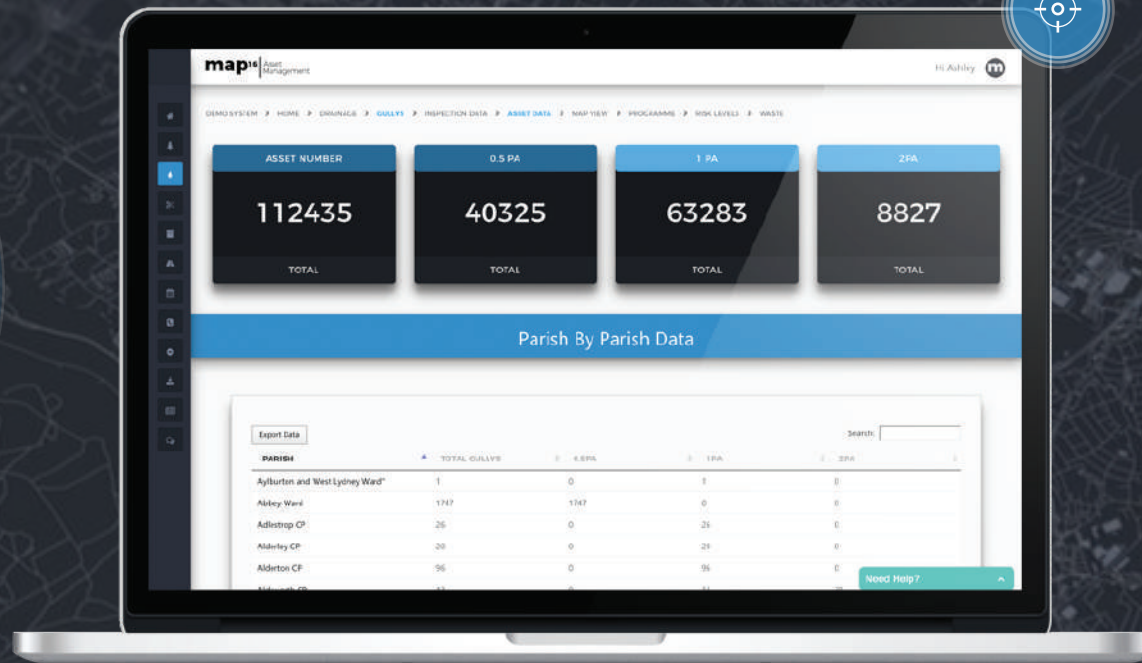 map16 Asset Management
Hi Ashley m
DEMO SYSTEM > HOME > DRAINAGE > GULLYS > INSPECTION DATA > ASSET DATA > MAP VIEW > PROGRAMME > RISK LEVELS > WASTE
ASSET NUMBER 0.5 PA 1 PA 2PA
112435 40325 63283 8827
TOTAL TOTAL TOTAL TOTAL
Parish By Parish Data
Export Data Search:
PARISH TOTAL GULLYS 0.5PA 1PA 2PA
Aylburton and West Lydney Ward" 1 0 1 0
Abbey Ward 1747 1747 0 0
Adlestrop CP 26 0 26 0
Alderley CP 0 0
Alderton CP 96 0 96 0
Need Help?